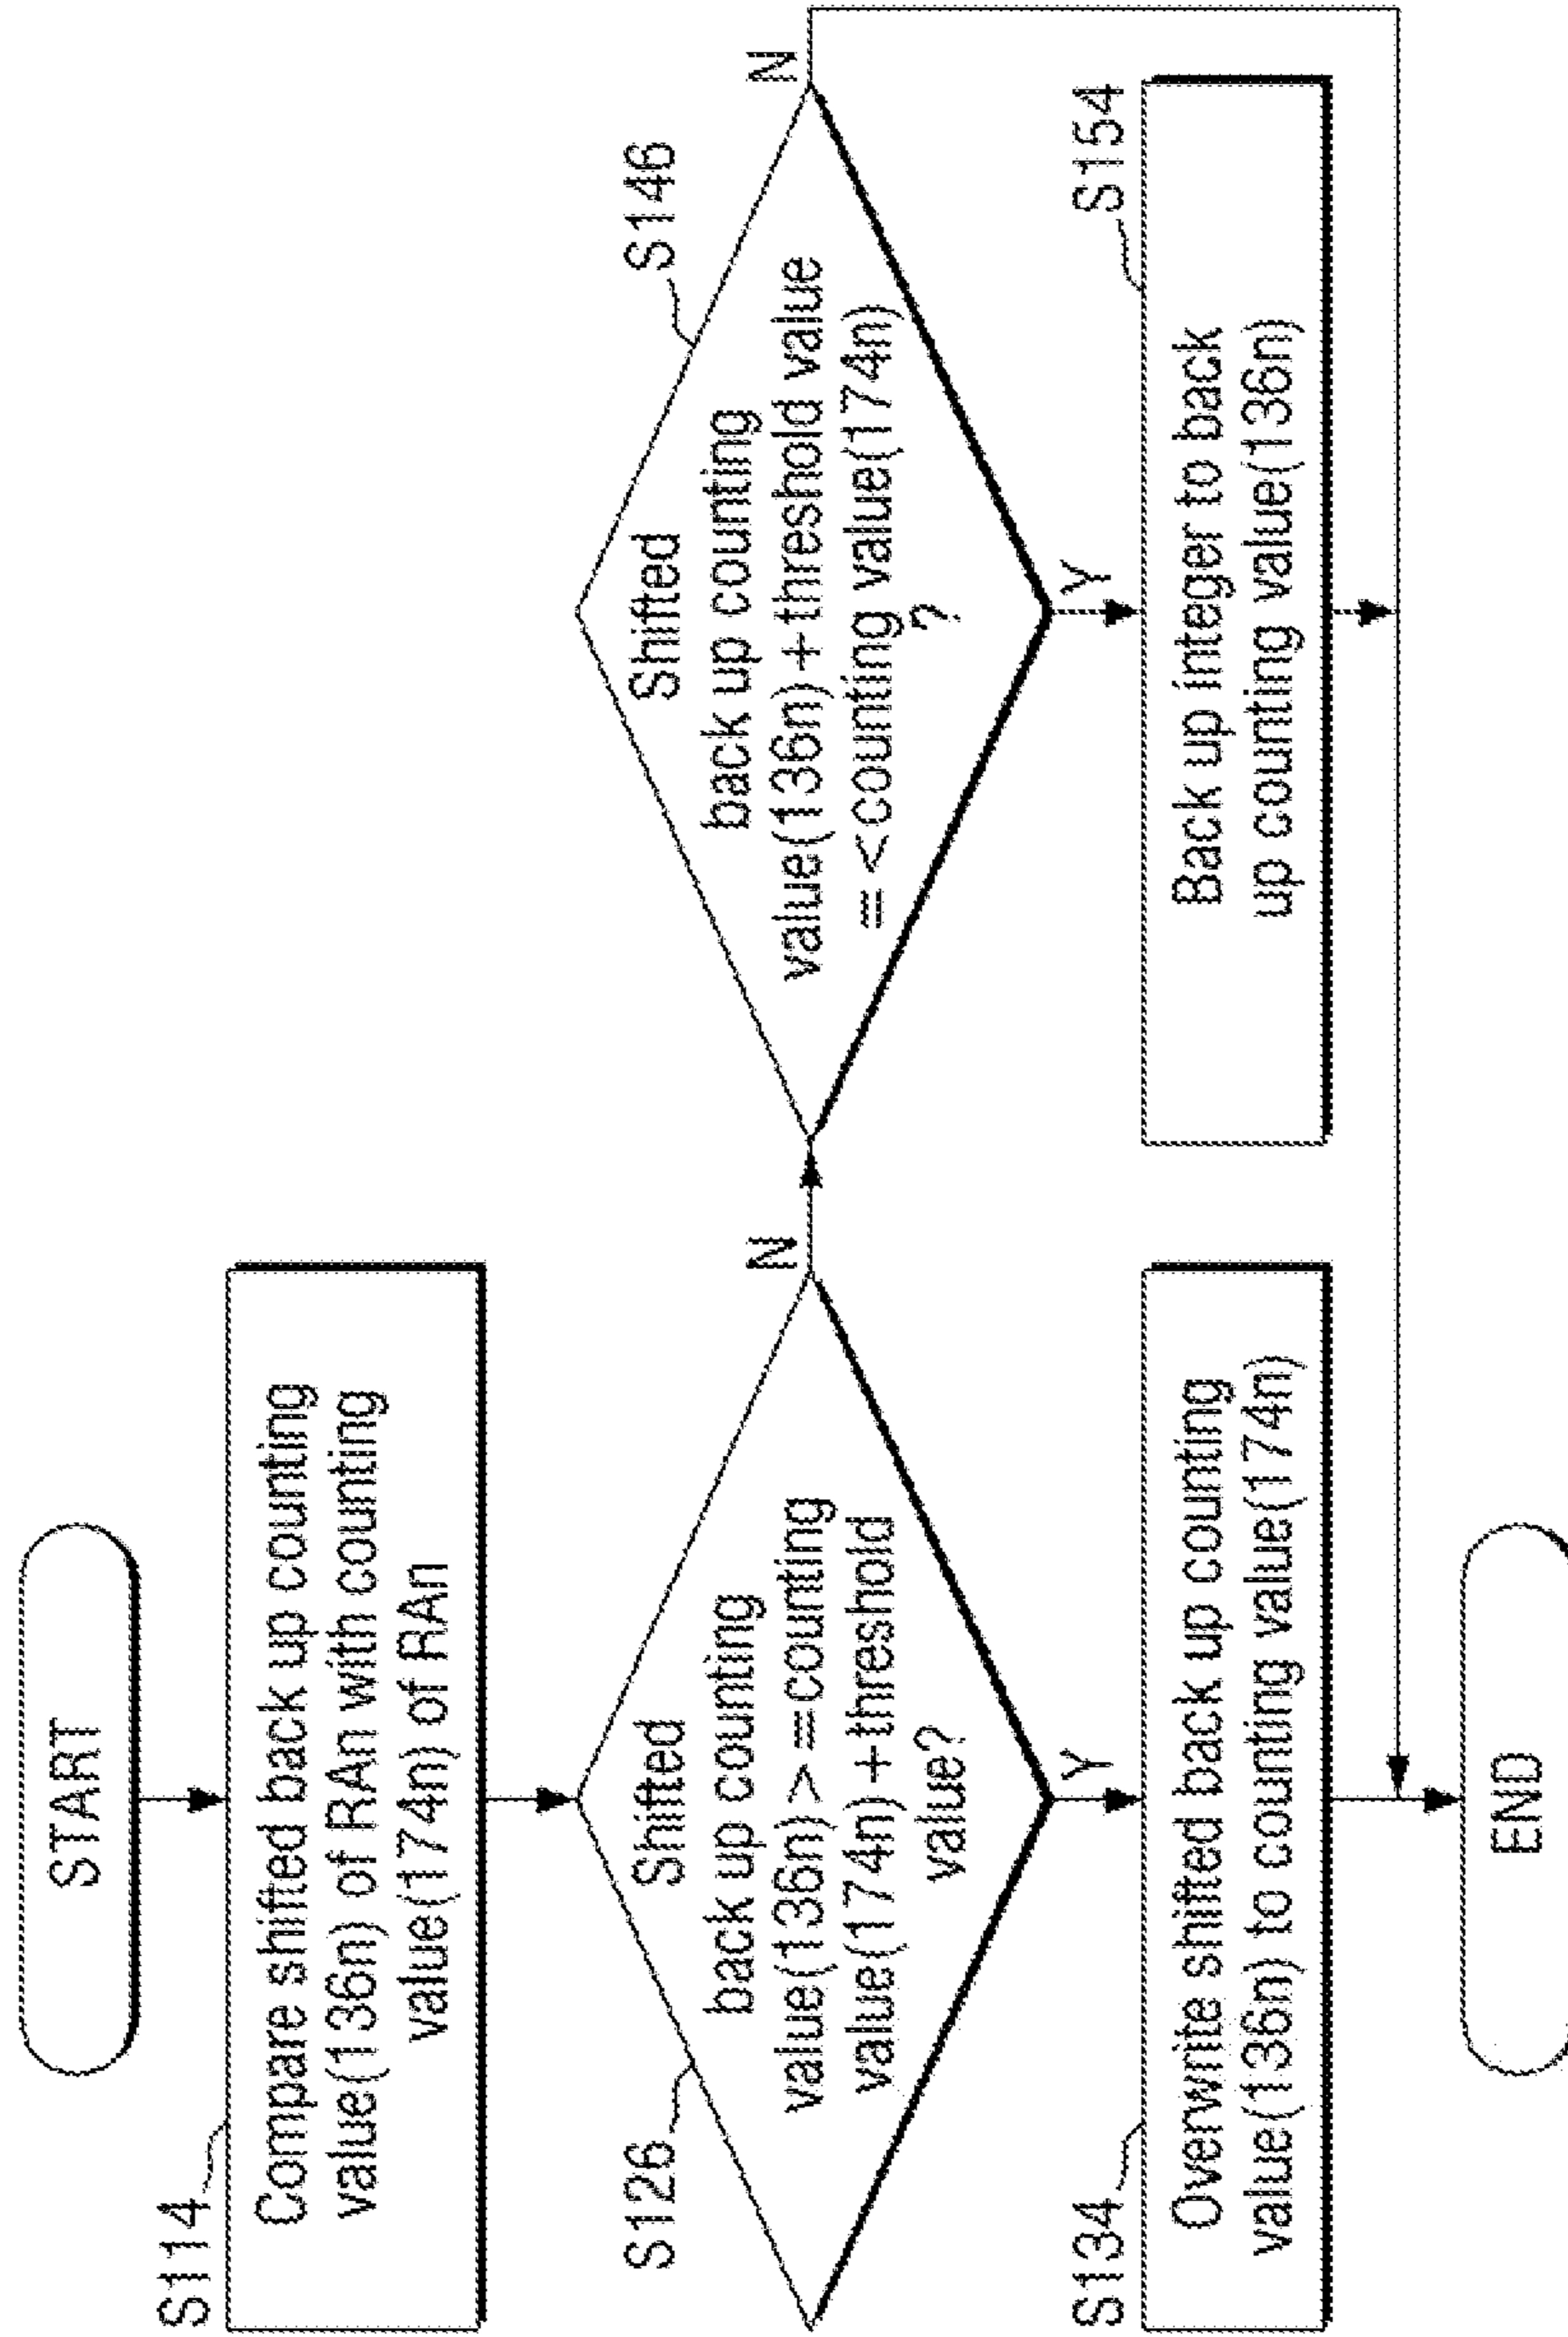 START
S114
Compare shifted back up counting
value(136n) of RAn with counting
value(174n) of RAn
S126
Shifted
back up counting
value(136n)>=counting
value(174n)+threshold
value?
N
Y
S134
Overwrite shifted back up counting
value(136n) to counting value(174n)
S146
Shifted
back up counting
value(136n)+threshold value
=<counting value(174n)
?
N
Y
S154
Back up integer to back
up counting value(136n)
END